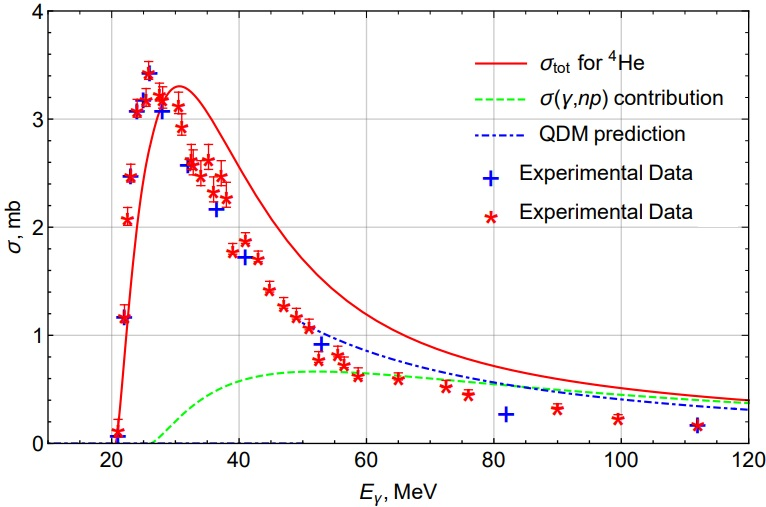 4
3
2
1
0
σ, mb
20
40
60
80
100
120
Eγ, MeV
σtot for 4He
σ(γ,np) contribution
QDM prediction
Experimental Data
Experimental Data